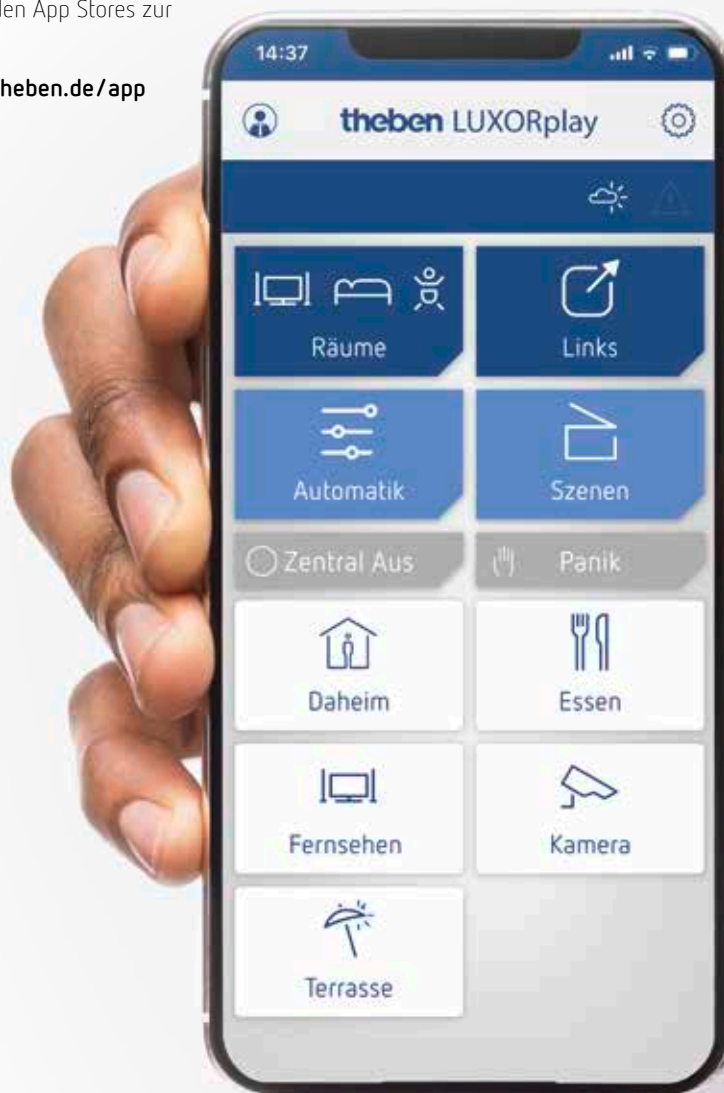 den App Stores zur
heben.de/app
14:37
theben LUXORplay
Räume
Links
Automatik
Szenen
Zentral Aus
Panik
Daheim
Essen
Fernsehen
Kamera
Terrasse